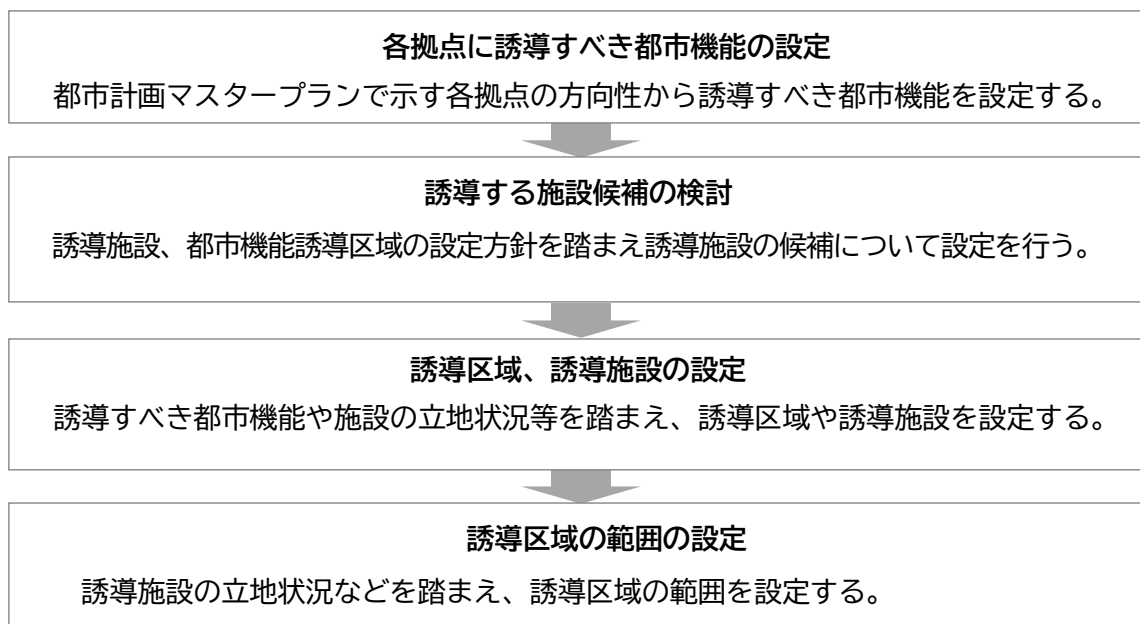 各拠点に誘導すべき都市機能の設定
都市計画マスタープランで示す各拠点の方向性から誘導すべき都市機能を設定する。
誘導する施設候補の検討
誘導施設、都市機能誘導区域の設定方針を踏まえ誘導施設の候補について設定を行う。
誘導区域、誘導施設の設定
誘導すべき都市機能や施設の立地状況等を踏まえ、誘導区域や誘導施設を設定する。
誘導区域の範囲の設定
誘導施設の立地状況などを踏まえ、誘導区域の範囲を設定する。